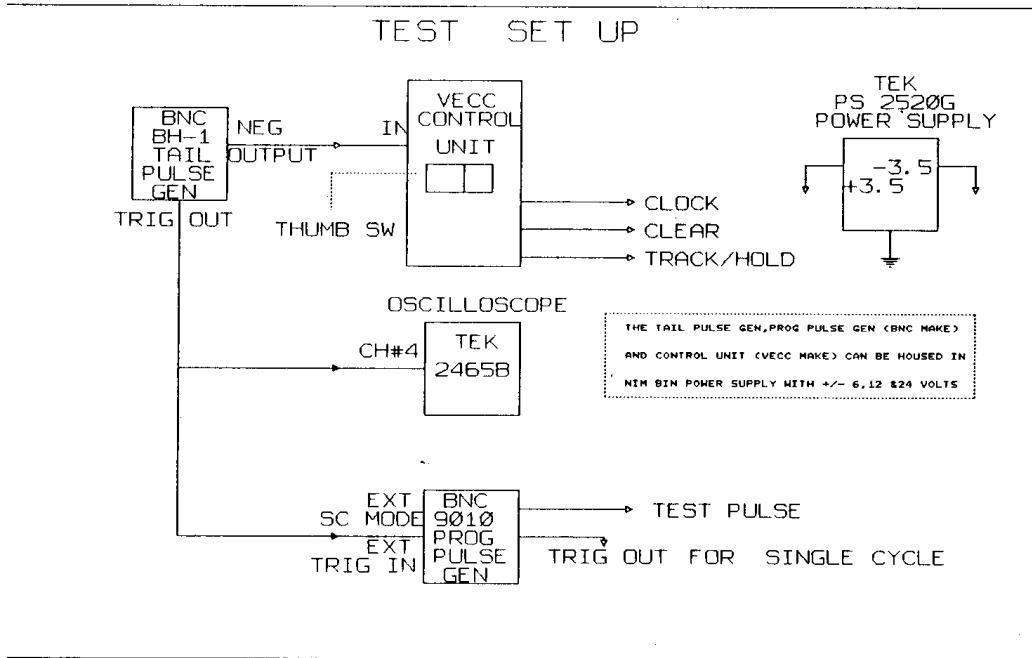 TEST SET UP
BNC
BH-1
TAIL
PULSE
GEN
NEG
OUTPUT
TRIG OUT
IN
VECC
CONTROL
UNIT
THUMB SW
CLOCK
CLEAR
TRACK/HOLD
TEK
PS 2520G
POWER SUPPLY
-3.5
+3.5
OSCILLOSCOPE
CH#4
TEK
2465B
THE TAIL PULSE GEN,PROG PULSE GEN (BNC MAKE)
AND CONTROL UNIT (VECC MAKE) CAN BE HOUSED IN
NIM BIN POWER SUPPLY WITH +/- 6,12 &24 VOLTS
EXT
SC MODE
EXT
TRIG IN
BNC
9010
PROG
PULSE
GEN
TEST PULSE
TRIG OUT FOR SINGLE CYCLE